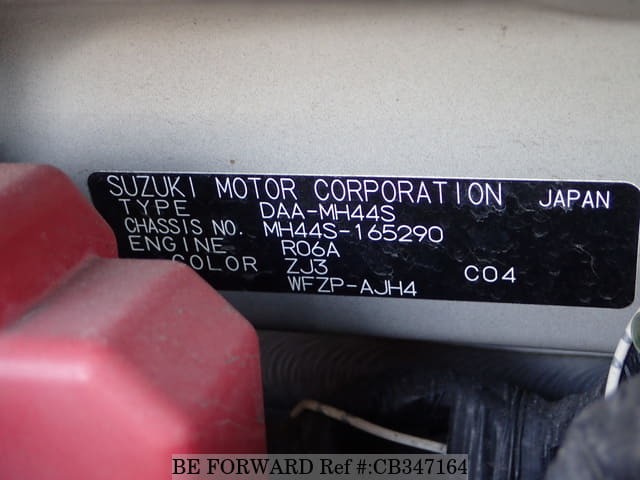 SUZUKI MOTOR CORPORATION JAPAN
TYPE DAA-MH44S
CHASSIS NO. MH44S-165290
ENGINE R06A
COLOR ZJ3 C04
WFZP-AJH4
BE FORWARD Ref #:CB347164